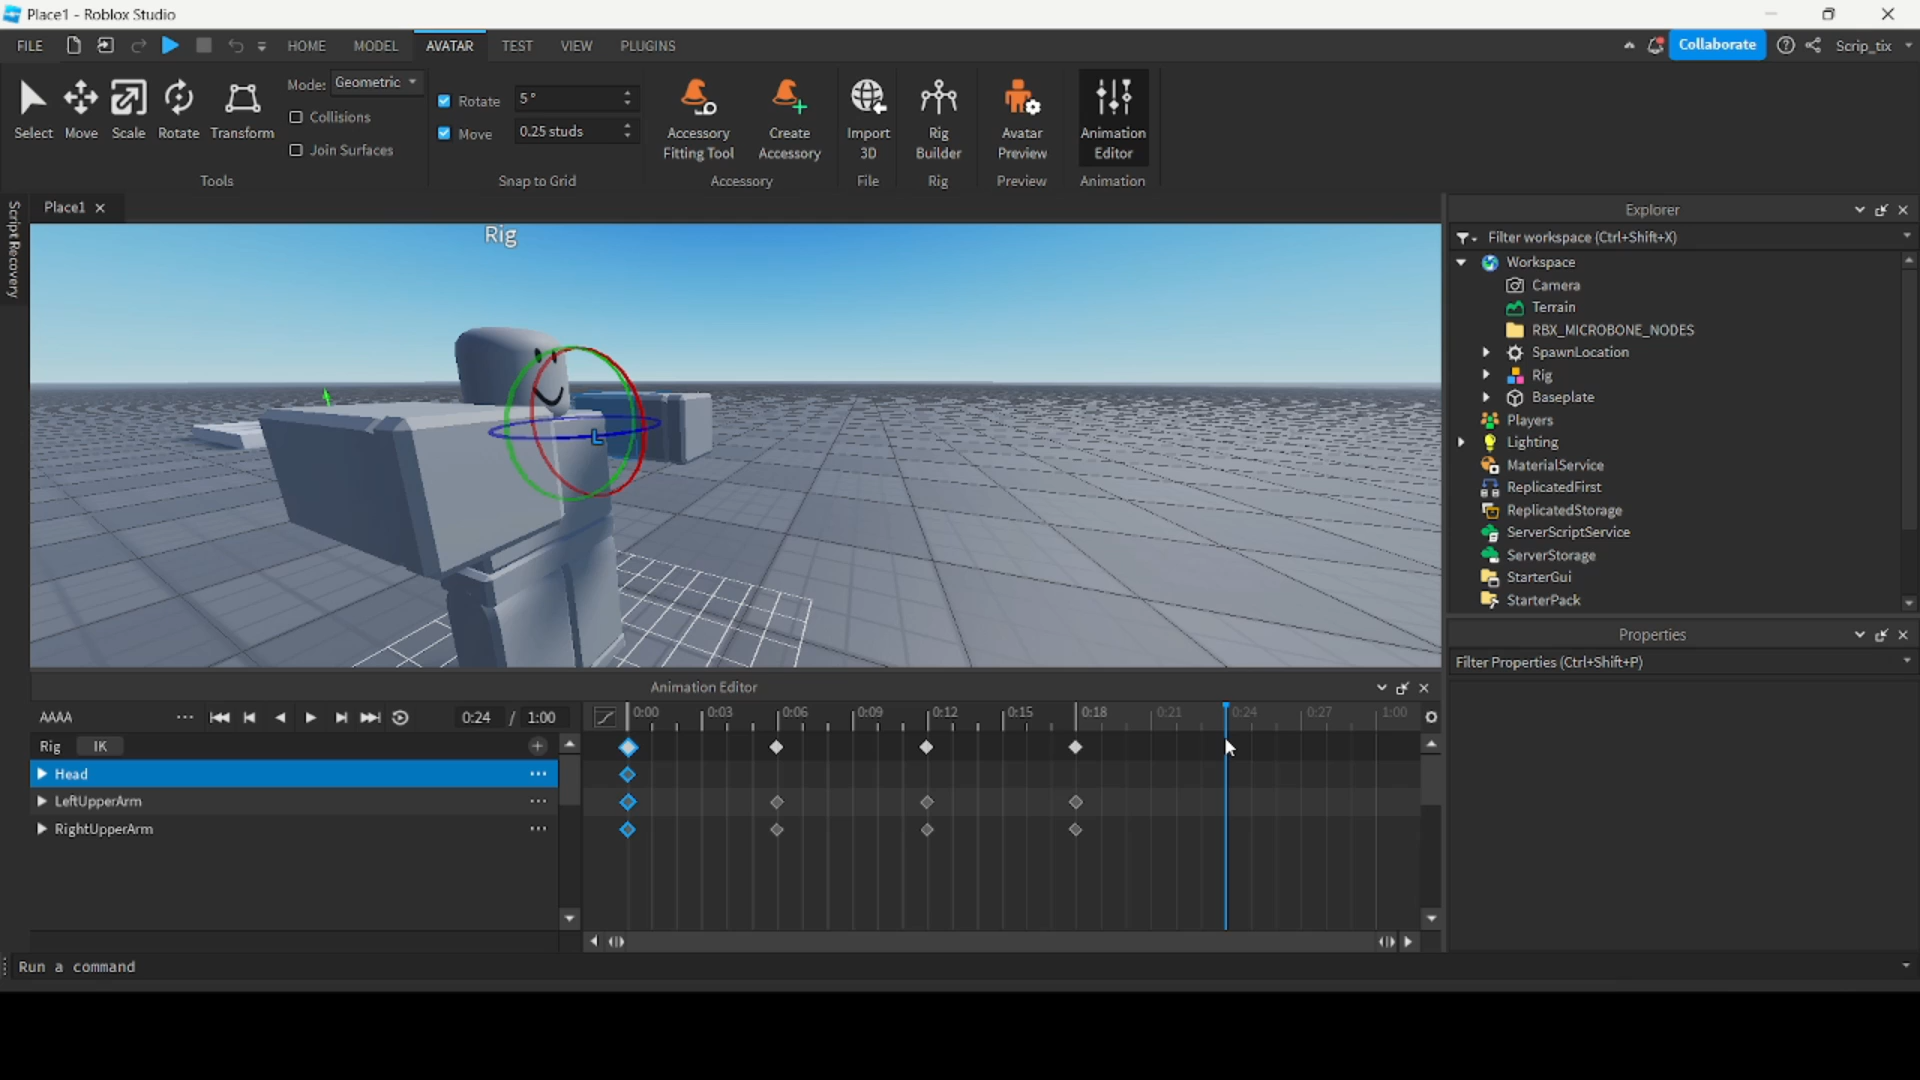 Place1 - Roblox Studio
FILE HOME MODEL AVATAR TEST VIEW PLUGINS Collaborate Scrip_tix
Select Move Scale Rotate Transform
Mode: Geometric
Collisions
Join Surfaces
Tools
Rotate 5°
Move 0.25 studs
Snap to Grid
Accessory Fitting Tool
Create Accessory
Accessory
Import 3D
File
Rig Builder
Rig
Avatar Preview
Preview
Animation Editor
Animation
Script Recovery
Place1
Rig
L
Explorer
Filter workspace (Ctrl+Shift+X)
Workspace
Camera
Terrain
RBX_MICROBONE_NODES
SpawnLocation
Rig
Baseplate
Players
Lighting
MaterialService
ReplicatedFirst
ReplicatedStorage
ServerScriptService
ServerStorage
StarterGui
StarterPack
Properties
Filter Properties (Ctrl+Shift+P)
Animation Editor
AAAA ... 0:24 / 1:00 0:00 0:03 0:06 0:09 0:12 0:15 0:18 0:21 0:24 0:27 1:00
Rig IK
Head ...
LeftUpperArm ...
RightUpperArm ...
Run a command